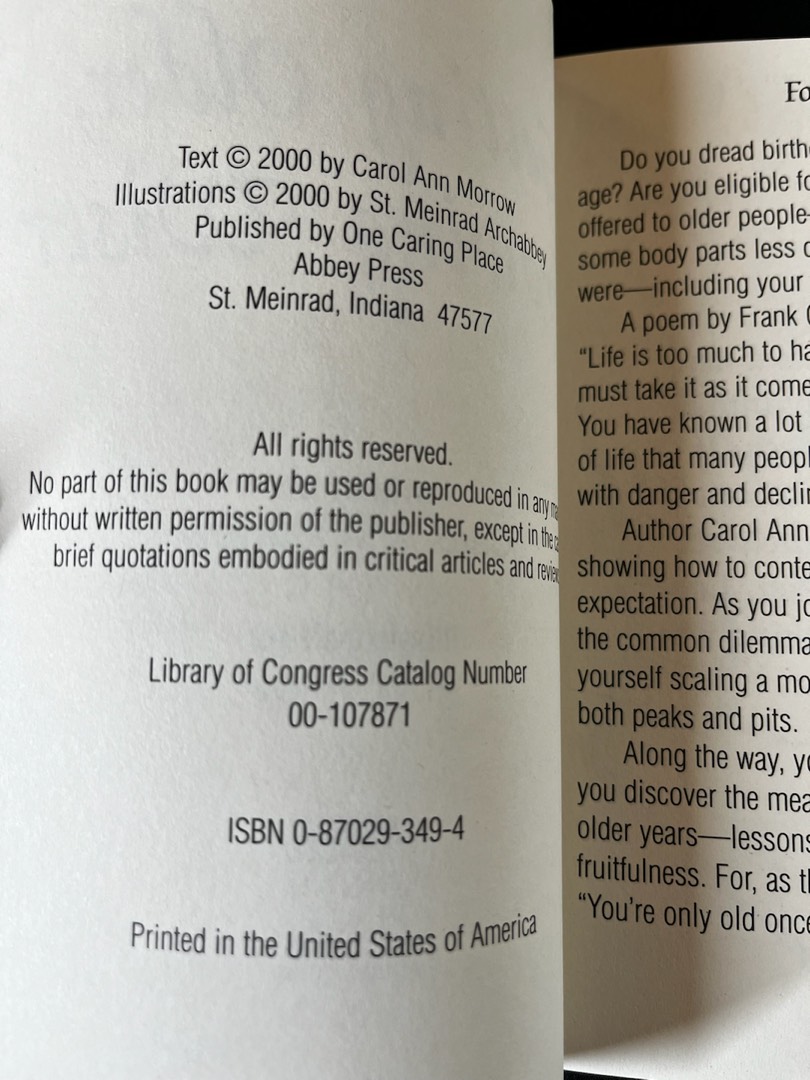 Text © 2000 by Carol Ann Morrow
Illustrations © 2000 by St. Meinrad Archabbey
Published by One Caring Place
Abbey Press
St. Meinrad, Indiana 47577
All rights reserved.
No part of this book may be used or reproduced in any
without written permission of the publisher, except in the
brief quotations embodied in critical articles and
Library of Congress Catalog Number
00-107871
ISBN 0-87029-349-4
Printed in the United States of America
Do you dread
age? Are you eligible
offered to older people—
some body parts less
were—including your
A poem by Frank
“Life is too much to
must take it as it
You have known a lot
of life that many
with danger and
Author Carol Ann
showing how to
expectation. As you
the common
yourself scaling a
both peaks and pits.
Along the way,
you discover the
older years—lessons
fruitfulness. For, as
“You're only old once